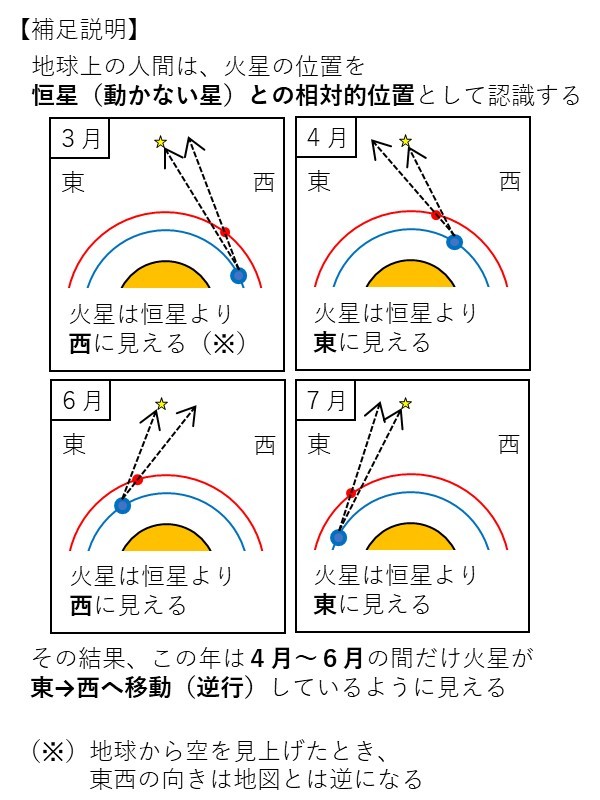 【補足説明】
地球上の人間は、火星の位置を
恒星（動かない星）との相対的位置として認識する
3月
東
西
火星は恒星より
西に見える（※）
4月
東
西
火星は恒星より
東に見える
6月
東
西
火星は恒星より
西に見える
7月
東
西
火星は恒星より
東に見える
その結果、この年は4月～6月の間だけ火星が
東→西へ移動（逆行）しているように見える
（※）地球から空を見上げたとき、
東西の向きは地図とは逆になる